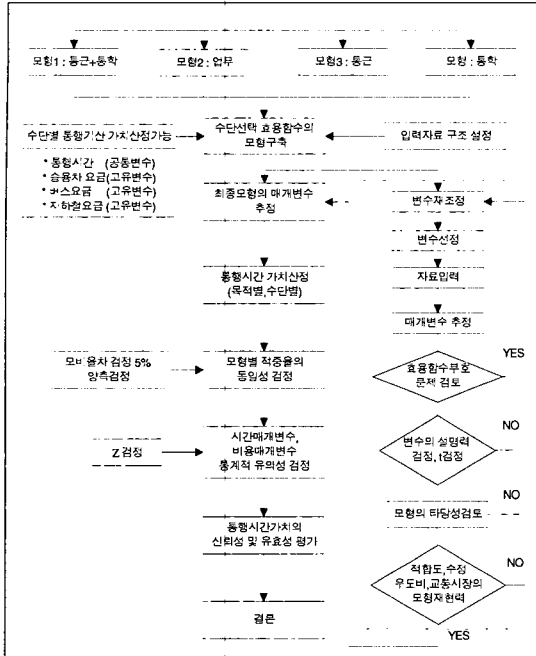 모형1 : 통근+통학
모형2 : 업무
모형3 : 통근
모형 : 통학
수단별 통행기산 가치산정가능
수단선택 효용함수의
모형구축
입력자료 구조 설정
* 통행시간 (공통변수)
* 승용차 요금 (고유변수)
* 버스요금 (고유변수)
* 지하철요금 (고유변수)
최종모형의 매개변수
추정
변수재조정
변수선정
통행시간 가치산정
(목적별,수단별)
자료입력
매개변수 추정
모비율차 검정 5%
양측검정
모형별 적중율의
동일성 검정
효용함수부호
문제 검토
YES
Z 검정
시간매개변수,
비용매개변수
통계적 유의성 검정
변수의 설명력
검정, t검정
NO
통행시간가치의
신뢰성 및 유효성 평가
모형의 타당성검토
NO
적합도,수정
우도비,교통시장의
모형재현력
NO
결론
YES